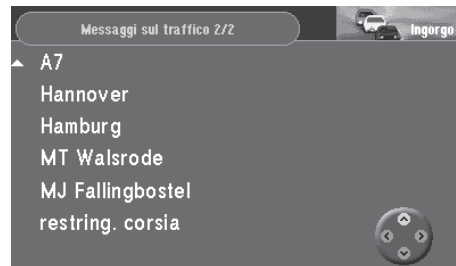 Messaggi sul traffico 2/2
Ingorgo
A7
Hannover
Hamburg
MT Walsrode
MJ Fallingbostel
restring. corsia